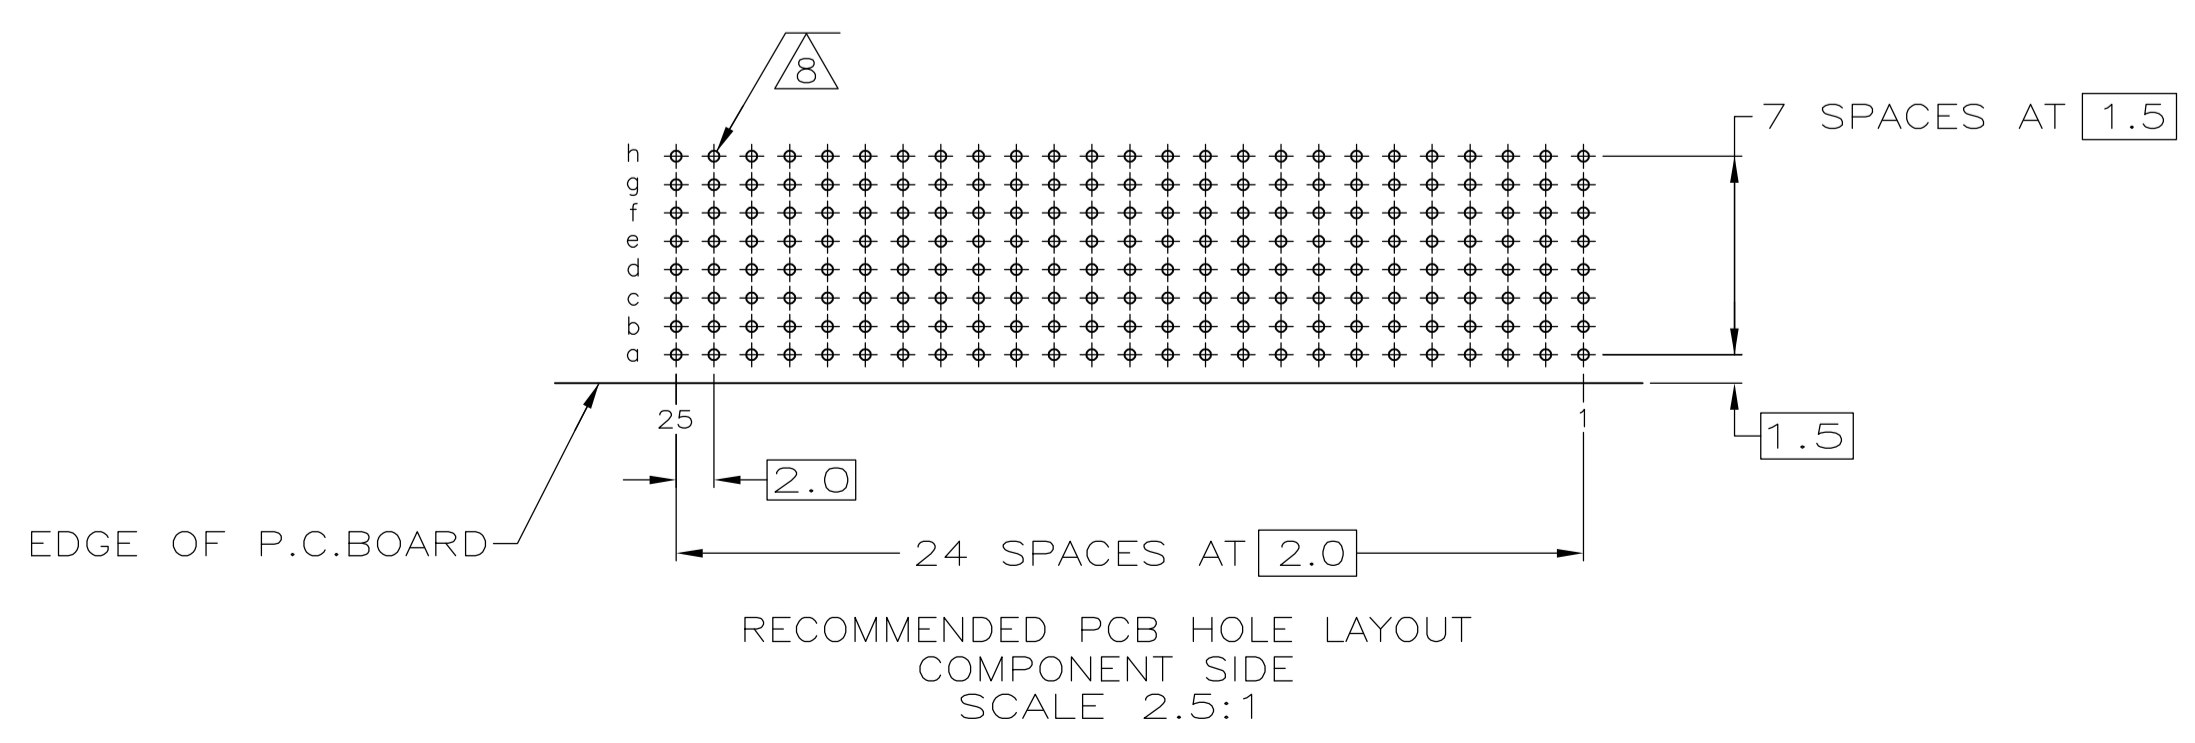 8
7 SPACES AT 1.5
h
g
f
e
d
c
b
a
25
1
1.5
2.0
EDGE OF P.C.BOARD
24 SPACES AT 2.0
RECOMMENDED PCB HOLE LAYOUT
COMPONENT SIDE
SCALE 2.5:1